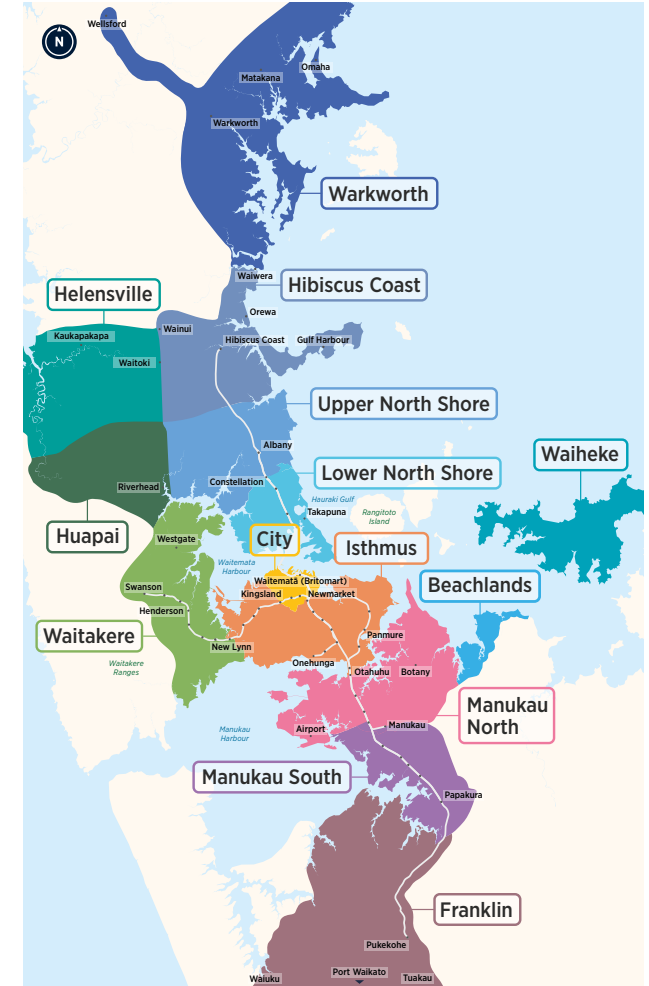 Wellsford
N
Omaha
Matakana
Warkworth
Warkworth
Waiwera
Hibiscus Coast
Helensville
Orewa
Wainui
Kaukapakapa
Hibiscus Coast
Gulf Harbour
Waitoki
Upper North Shore
Albany
Waiheke
Lower North Shore
Constellation
Riverhead
Hauraki Gulf
Takapuna
Rangitoto
Island
Huapai
Westgate
City
Isthmus
Waitemata
Harbour
Waitematā (Britomart)
Beachlands
Swanson
Kingsland
Newmarket
Henderson
Waitakere
Panmure
New Lynn
Waitakere
Ranges
Onehunga
Otahuhu
Botany
Manukau
North
Airport
Manukau
Manukau
Harbour
Manukau South
Papakura
Franklin
Pukekohe
Port Waikato
Waiuku
Tuakau